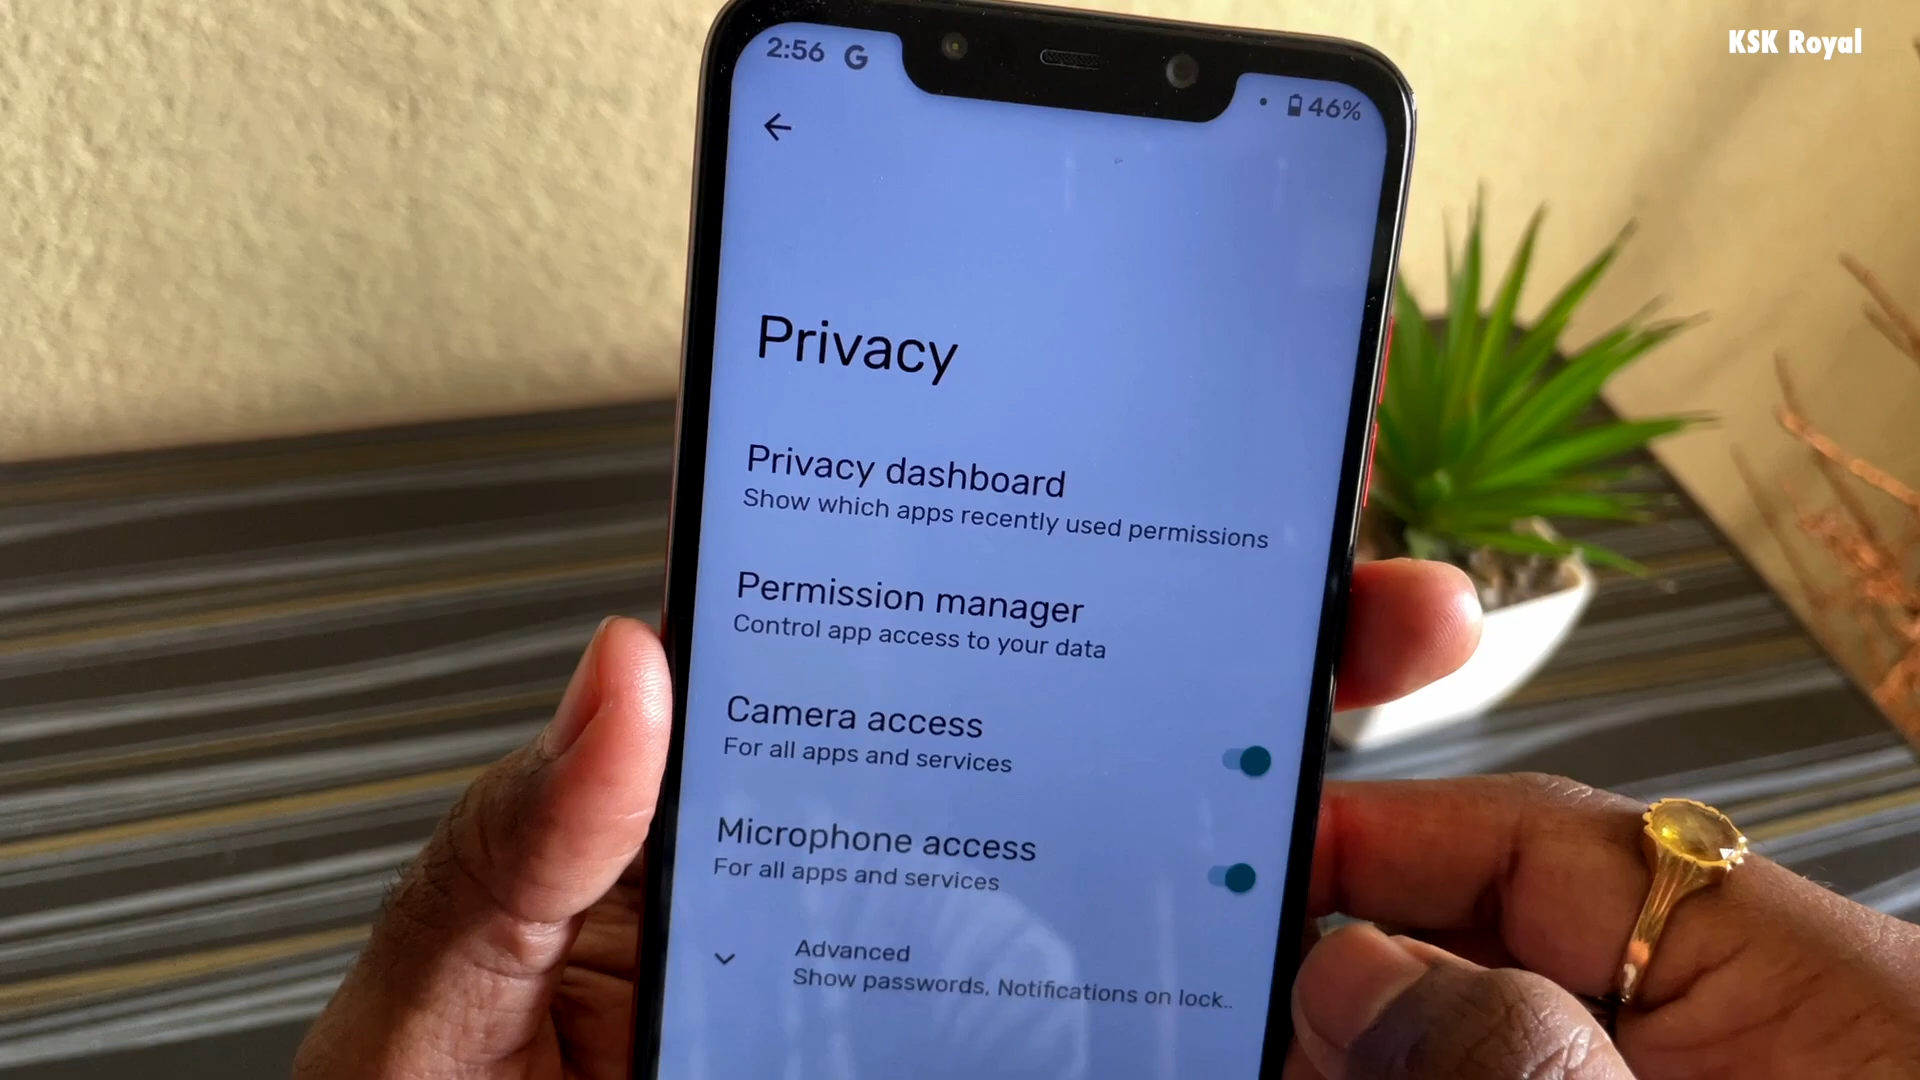 KSK Royal
2:56 G
46%
Privacy
Privacy dashboard
Show which apps recently used permissions
Permission manager
Control app access to your data
Camera access
For all apps and services
Microphone access
For all apps and services
Advanced
Show passwords, Notifications on lock..